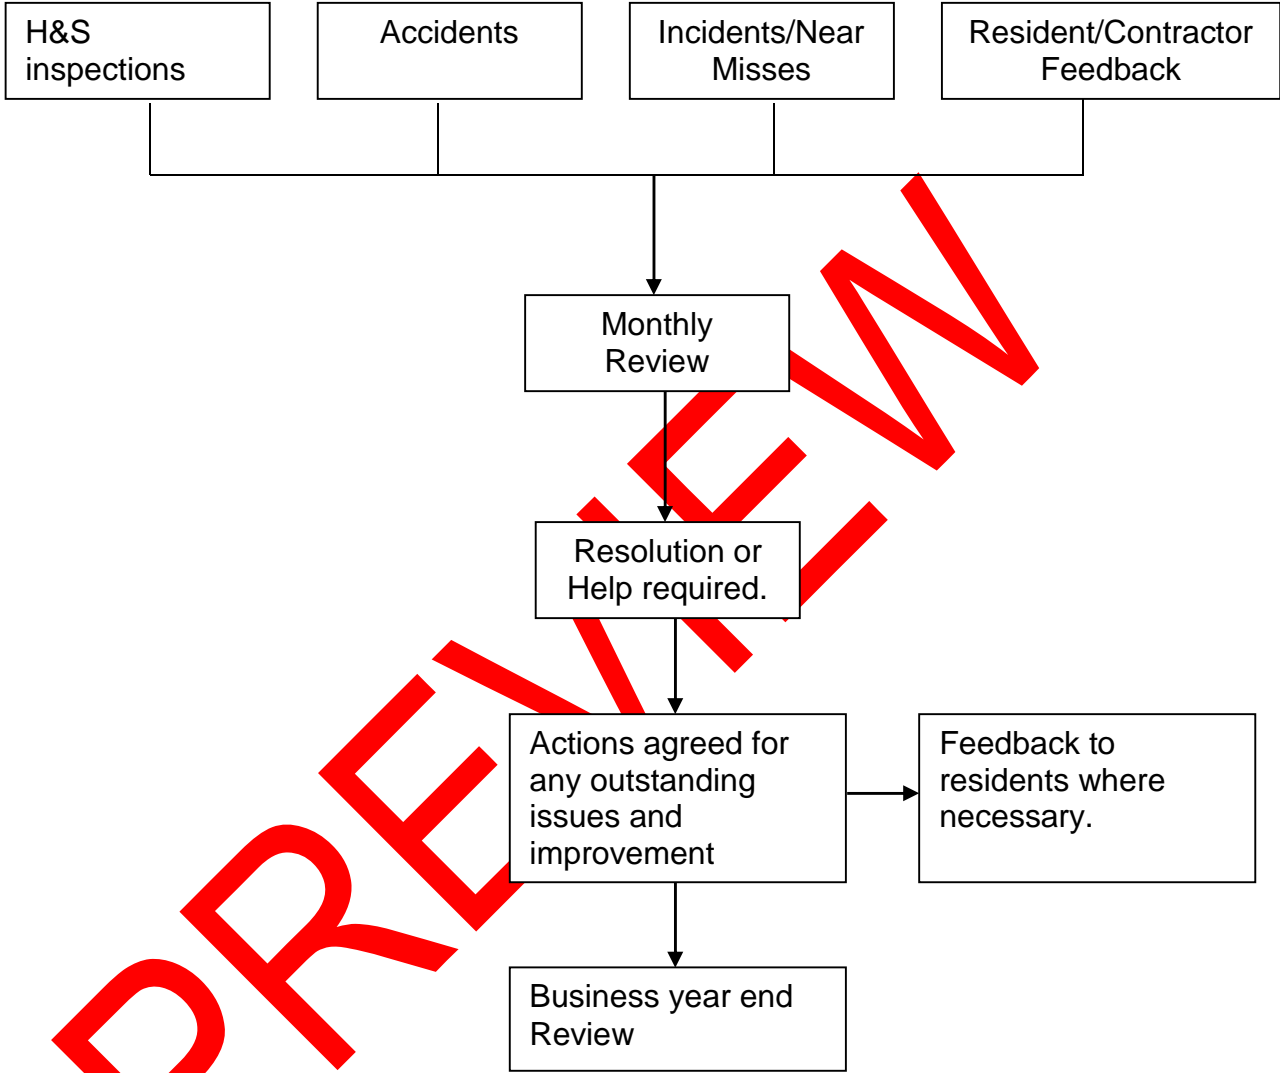 H&S
inspections
Accidents
Incidents/Near
Misses
Resident/Contractor
Feedback
Monthly
Review
Resolution or
Help required.
Actions agreed for
any outstanding
issues and
improvement
Feedback to
residents where
necessary.
Business year end
Review
PREVIEW